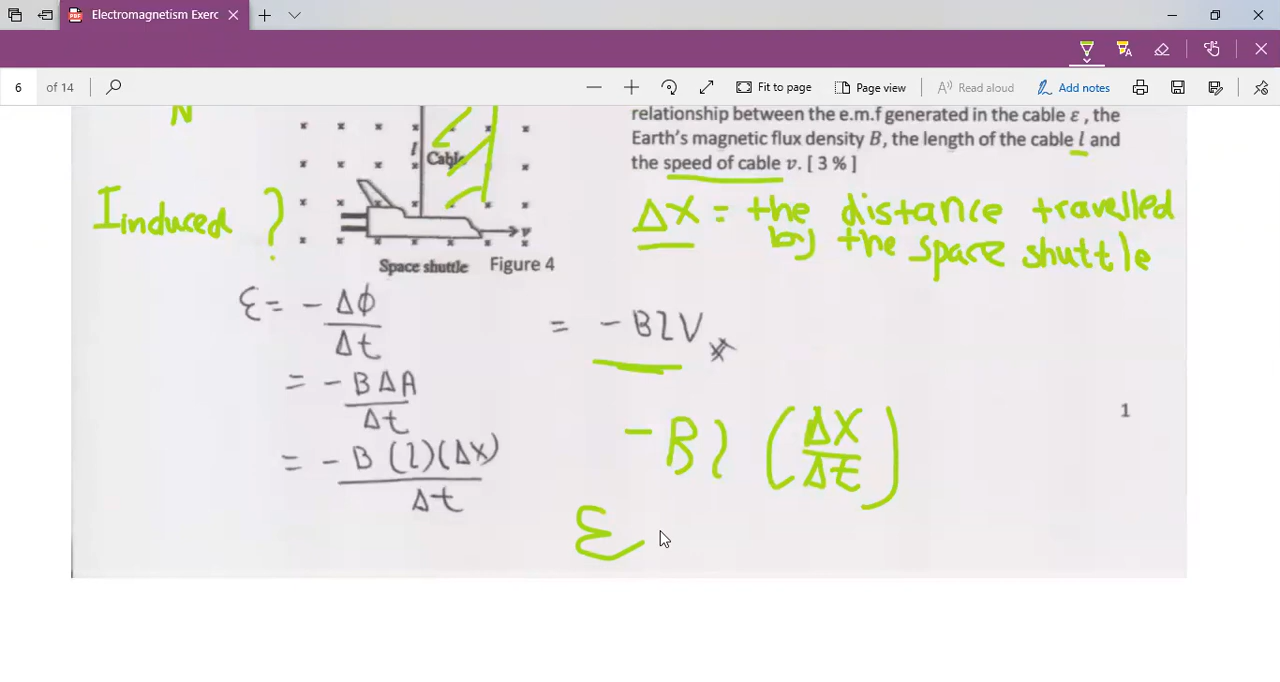 Electromagnetism Exerc
6 of 14
Fit to page
Page view
Read aloud
Add notes
N
relationship between the e.m.f generated in the cable ε, the
Earth's magnetic flux density B, the length of the cable l and
the speed of cable v. [ 3 % ]
l Cable
I induced ?
v
Space shuttle Figure 4
Δx = the distance travelled
by the space shuttle
ε = - Δϕ
Δt
= - B Δ A
Δt
= - B (l)(Δx)
Δt
= - B l V
- B l (Δx
Δt)
1
ε